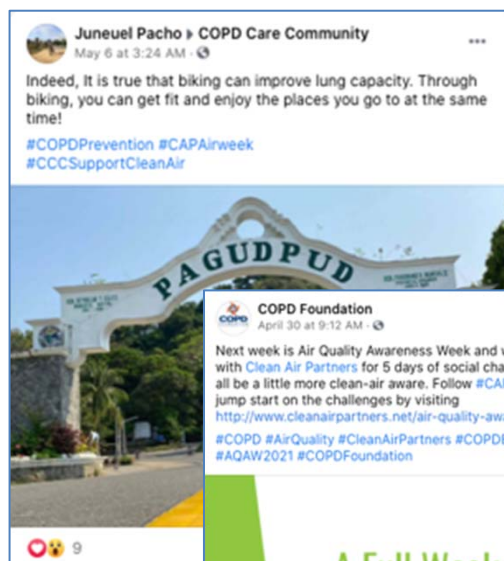 Juneuel Pacho ▸ COPD Care Community
May 6 at 3:24 AM ·
Indeed, It is true that biking can improve lung capacity. Through
biking, you can get fit and enjoy the places you go to at the same
time!
#COPDPrevention #CAPAirweek
#CCCSupportCleanAir
PAGUDPUD
COPD
COPD Foundation
April 30 at 9:12 AM ·
Next week is Air Quality Awareness Week and
with Clean Air Partners for 5 days of social
all be a little more clean-air aware. Follow
jump start on the challenges by visiting
http://www.cleanairpartners.net/air-quality-aw
#COPD #AirQuality #CleanAirPartners
#AQAW2021 #COPDFoundation
9